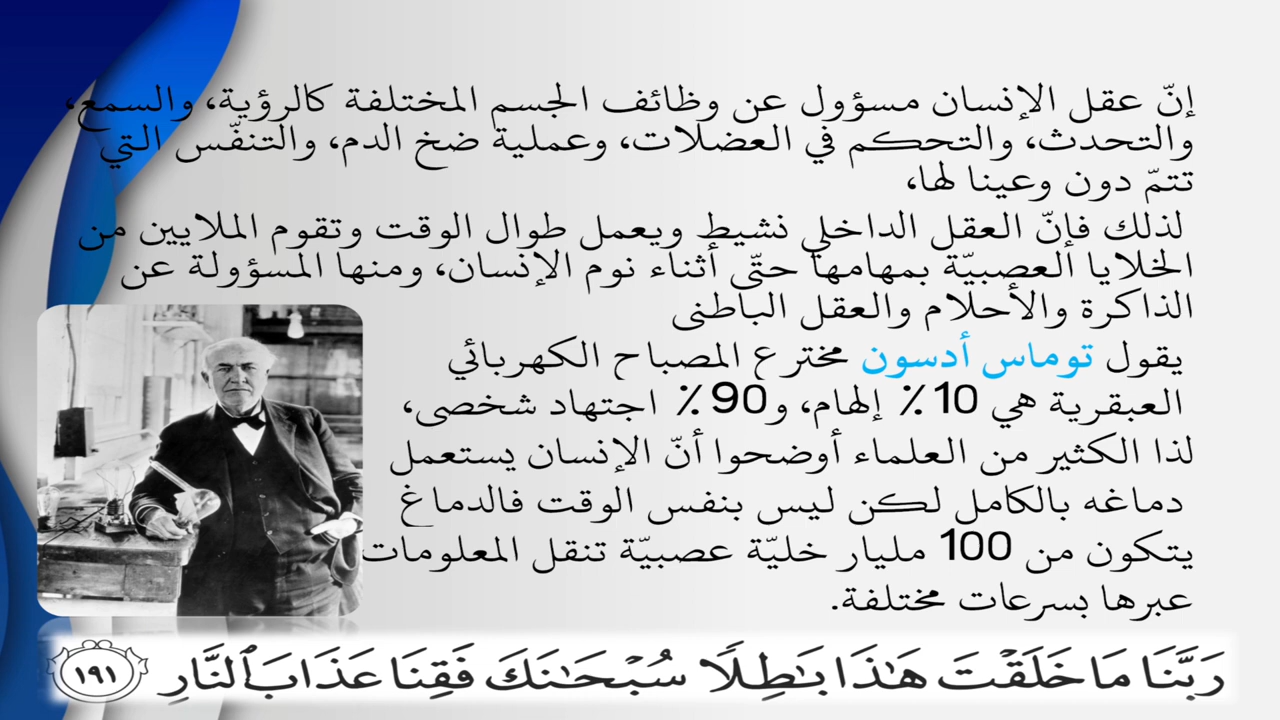 إنّ عقل الإنسان مسؤول عن وظائف الجسم المختلفة كالرؤية، والسمع،
والتحدث، والتحكم في العضلات، وعملية ضخ الدم، والتنفّس التي
تتمّ دون وعينا لها،
لذلك فإنّ العقل الداخلي نشيط ويعمل طوال الوقت وتقوم الملايين من
الخلايا العصبيّة بمهامها حتّى أثناء نوم الإنسان، ومنها المسؤولة عن
الذاكرة والأحلام والعقل الباطنى
يقول توماس أدسون مخترع المصباح الكهربائي
العبقرية هي 10٪ إلهام، و90٪ اجتهاد شخصى،
لذا الكثير من العلماء أوضحوا أنّ الإنسان يستعمل
دماغه بالكامل لكن ليس بنفس الوقت فالدماغ
يتكون من 100 مليار خليّة عصبيّة تنقل المعلومات
عبرها بسرعات مختلفة.
رَبَّنَا مَا خَلَقْتَ هَٰذَا بَٰطِلًا سُبْحَٰنَكَ فَقِنَا عَذَابَ ٱلنَّارِ ١٩١